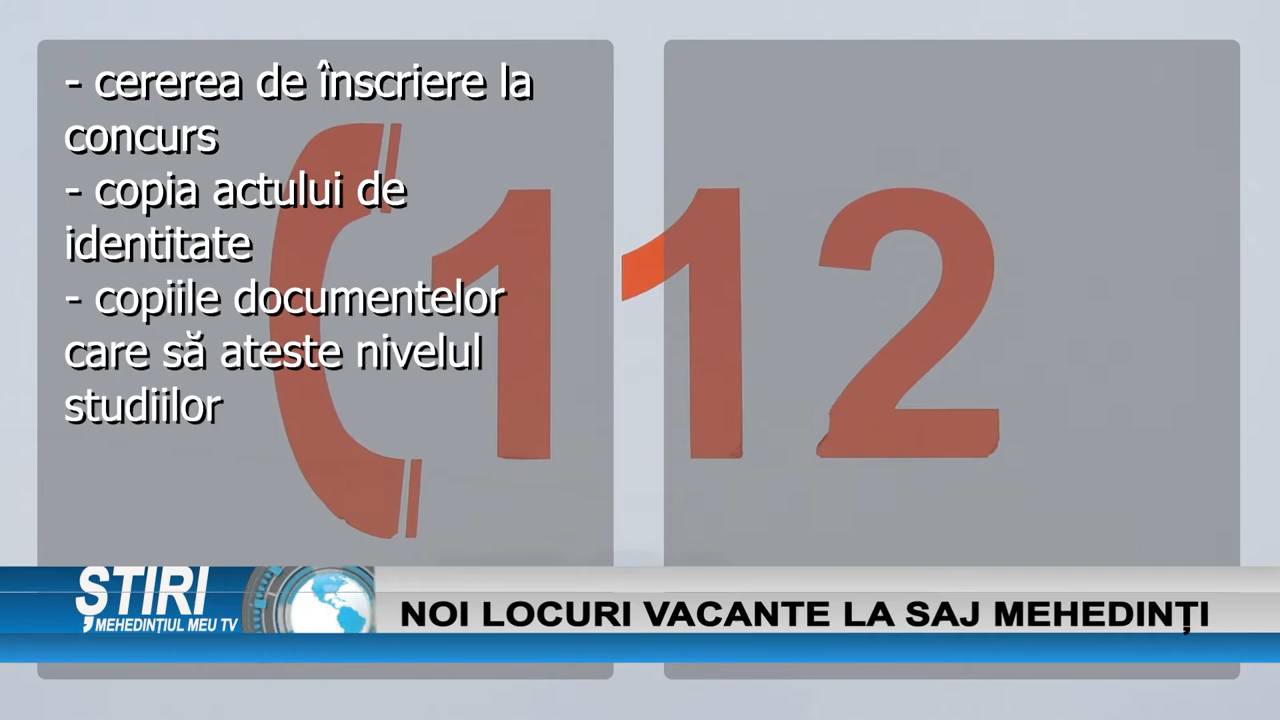 - cererea de înscriere la
concurs
- copia actului de
identitate
- copiile documentelor
care să ateste nivelul
studiilor
112
ȘTIRI
MEHEDINȚIUL MEU TV
NOI LOCURI VACANTE LA SAJ MEHEDINȚI